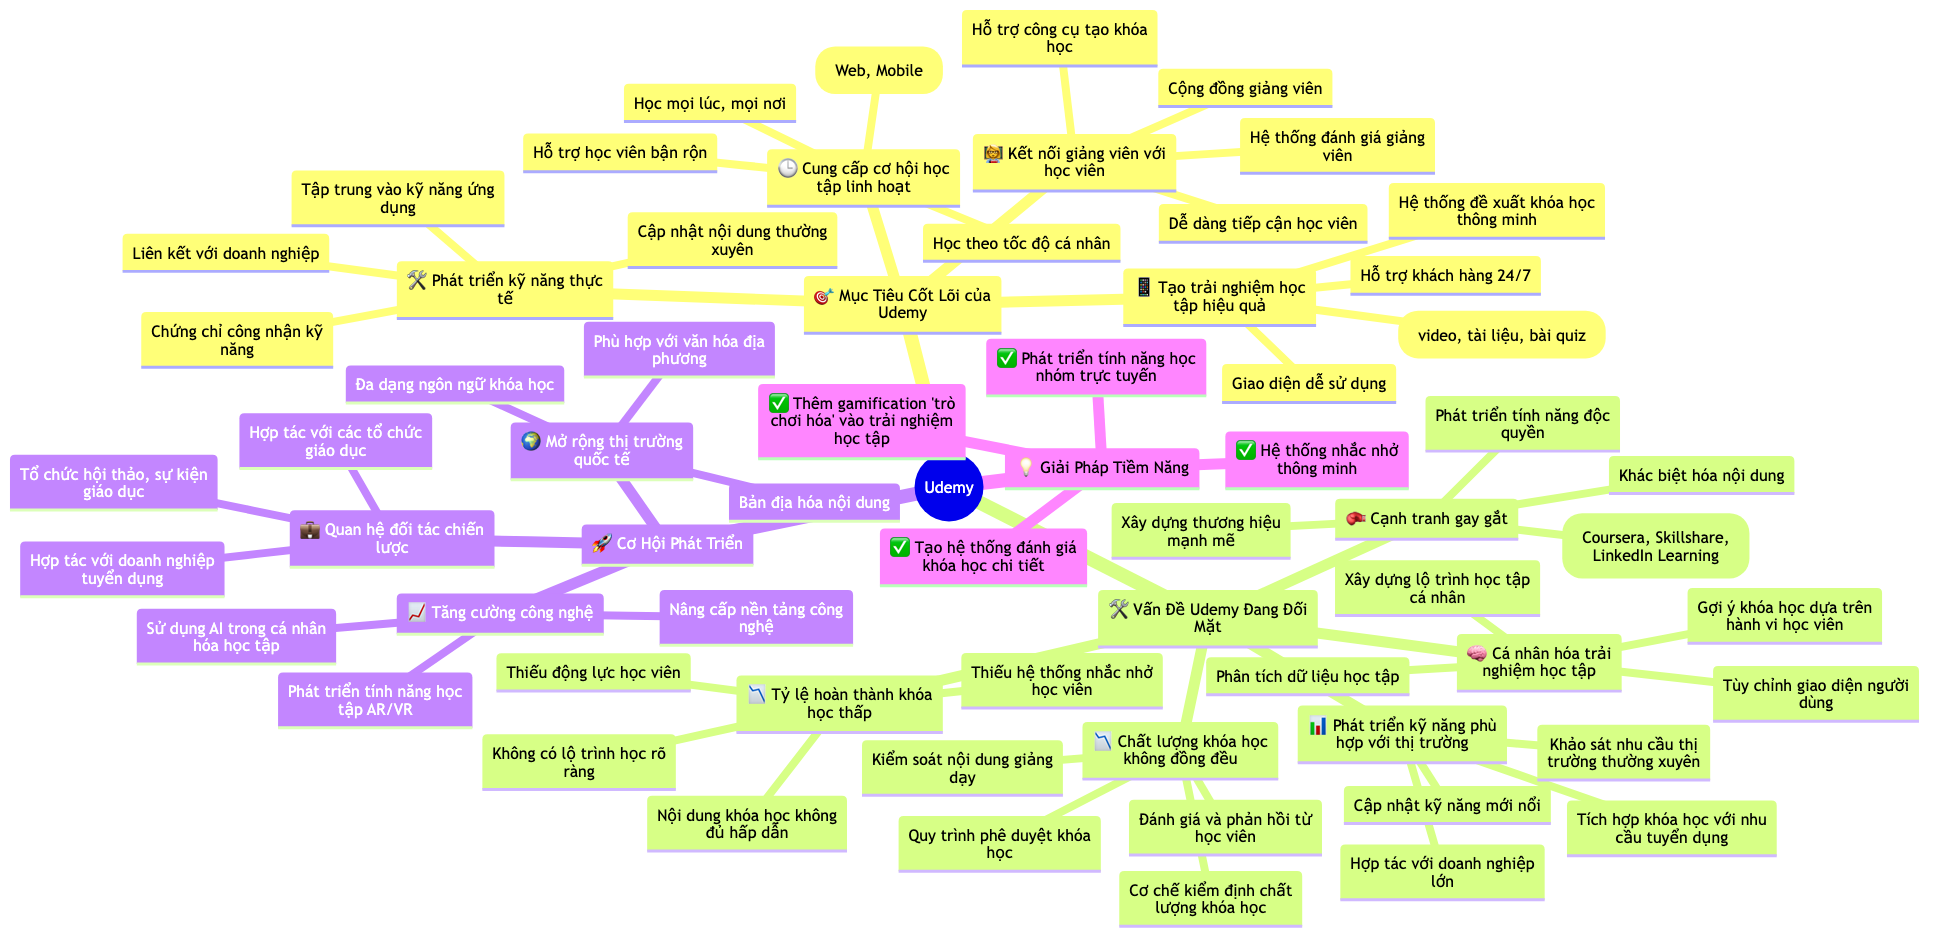 Udemy
🎯 Mục Tiêu Cốt Lõi của
Udemy
🕒 Cung cấp cơ hội học
tập linh hoạt
Web, Mobile
Học mọi lúc, mọi nơi
Hỗ trợ học viên bận rộn
Học theo tốc độ cá nhân
👩‍🏫 Kết nối giảng viên với
học viên
Hỗ trợ công cụ tạo khóa
học
Cộng đồng giảng viên
Hệ thống đánh giá giảng
viên
Dễ dàng tiếp cận học viên
📱 Tạo trải nghiệm học
tập hiệu quả
Hệ thống đề xuất khóa học
thông minh
Hỗ trợ khách hàng 24/7
video, tài liệu, bài quiz
Giao diện dễ sử dụng
🛠️ Phát triển kỹ năng thực
tế
Tập trung vào kỹ năng ứng
dụng
Liên kết với doanh nghiệp
Chứng chỉ công nhận kỹ
năng
Cập nhật nội dung thường
xuyên
💡 Giải Pháp Tiềm Năng
✅ Phát triển tính năng học
nhóm trực tuyến
✅ Thêm gamification 'trò
chơi hóa' vào trải nghiệm
học tập
✅ Hệ thống nhắc nhở
thông minh
✅ Tạo hệ thống đánh giá
khóa học chi tiết
🚀 Cơ Hội Phát Triển
🌍 Mở rộng thị trường
quốc tế
Phù hợp với văn hóa địa
phương
Đa dạng ngôn ngữ khóa học
Bản địa hóa nội dung
💼 Quan hệ đối tác chiến
lược
Hợp tác với các tổ chức
giáo dục
Tổ chức hội thảo, sự kiện
giáo dục
Hợp tác với doanh nghiệp
tuyển dụng
📈 Tăng cường công nghệ
Sử dụng AI trong cá nhân
hóa học tập
Phát triển tính năng học
tập AR/VR
Nâng cấp nền tảng công
nghệ
🛠️ Vấn Đề Udemy Đang Đối
Mặt
🥊 Cạnh tranh gay gắt
Phát triển tính năng độc
quyền
Khác biệt hóa nội dung
Coursera, Skillshare,
LinkedIn Learning
Xây dựng thương hiệu
mạnh mẽ
🧠 Cá nhân hóa trải
nghiệm học tập
Xây dựng lộ trình học tập
cá nhân
Gợi ý khóa học dựa trên
hành vi học viên
Tùy chỉnh giao diện người
dùng
Phân tích dữ liệu học tập
📊 Phát triển kỹ năng phù
hợp với thị trường
Khảo sát nhu cầu thị
trường thường xuyên
Cập nhật kỹ năng mới nổi
Tích hợp khóa học với nhu
cầu tuyển dụng
Hợp tác với doanh nghiệp
lớn
📉 Chất lượng khóa học
không đồng đều
Kiểm soát nội dung giảng
dạy
Quy trình phê duyệt khóa
học
Đánh giá và phản hồi từ
học viên
Cơ chế kiểm định chất
lượng khóa học
📉 Tỷ lệ hoàn thành khóa
học thấp
Thiếu động lực học viên
Thiếu hệ thống nhắc nhở
học viên
Không có lộ trình học rõ
ràng
Nội dung khóa học không
đủ hấp dẫn